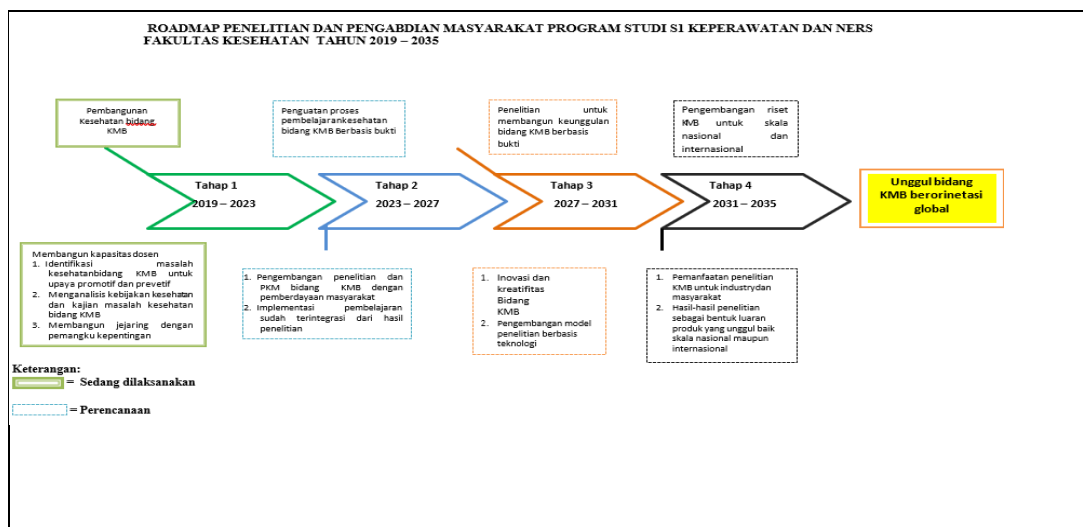 ROADMAP PENELITIAN DAN PENGABDIAN MASYARAKAT PROGRAM STUDI S1 KEPERAWATAN DAN NERS
FAKULTAS KESEHATAN TAHUN 2019 – 2035
Pembangunan
Kesehatan bidang
KMB
Penguatan proses
pembelajarankesehatan
bidang KMB Berbasis bukti
Penelitian untuk
membangun keunggulan
bidang KMB berbasis
bukti
Pengembangan riset
KMB untuk skala
nasional dan
internasional
Tahap 1
2019 – 2023
Tahap 2
2023 – 2027
Tahap 3
2027 – 2031
Tahap 4
2031 – 2035
Unggul bidang
KMB berorinetasi
global
Membangun kapasitas dosen
1. Identifikasi masalah
kesehatanbidang KMB untuk
upaya promotif dan prevetif
2. Menganalisis kebijakan kesehatan
dan kajian masalah kesehatan
bidang KMB
3. Membangun jejaring dengan
pemangku kepentingan
1. Pengembangan penelitian dan
PKM bidang KMB dengan
pemberdayaan masyarakat
2. Implementasi pembelajaran
sudah terintegrasi dari hasil
penelitian
1. Inovasi dan
kreatifitas
Bidang
KMB
2. Pengembangan model
penelitian berbasis
teknologi
1. Pemanfaatan penelitian
KMB untuk industrydan
masyarakat
2. Hasil-hasil penelitian
sebagai bentuk luaran
produk yang unggul baik
skala nasional maupun
internasional
Keterangan:
= Sedang dilaksanakan
= Perencanaan